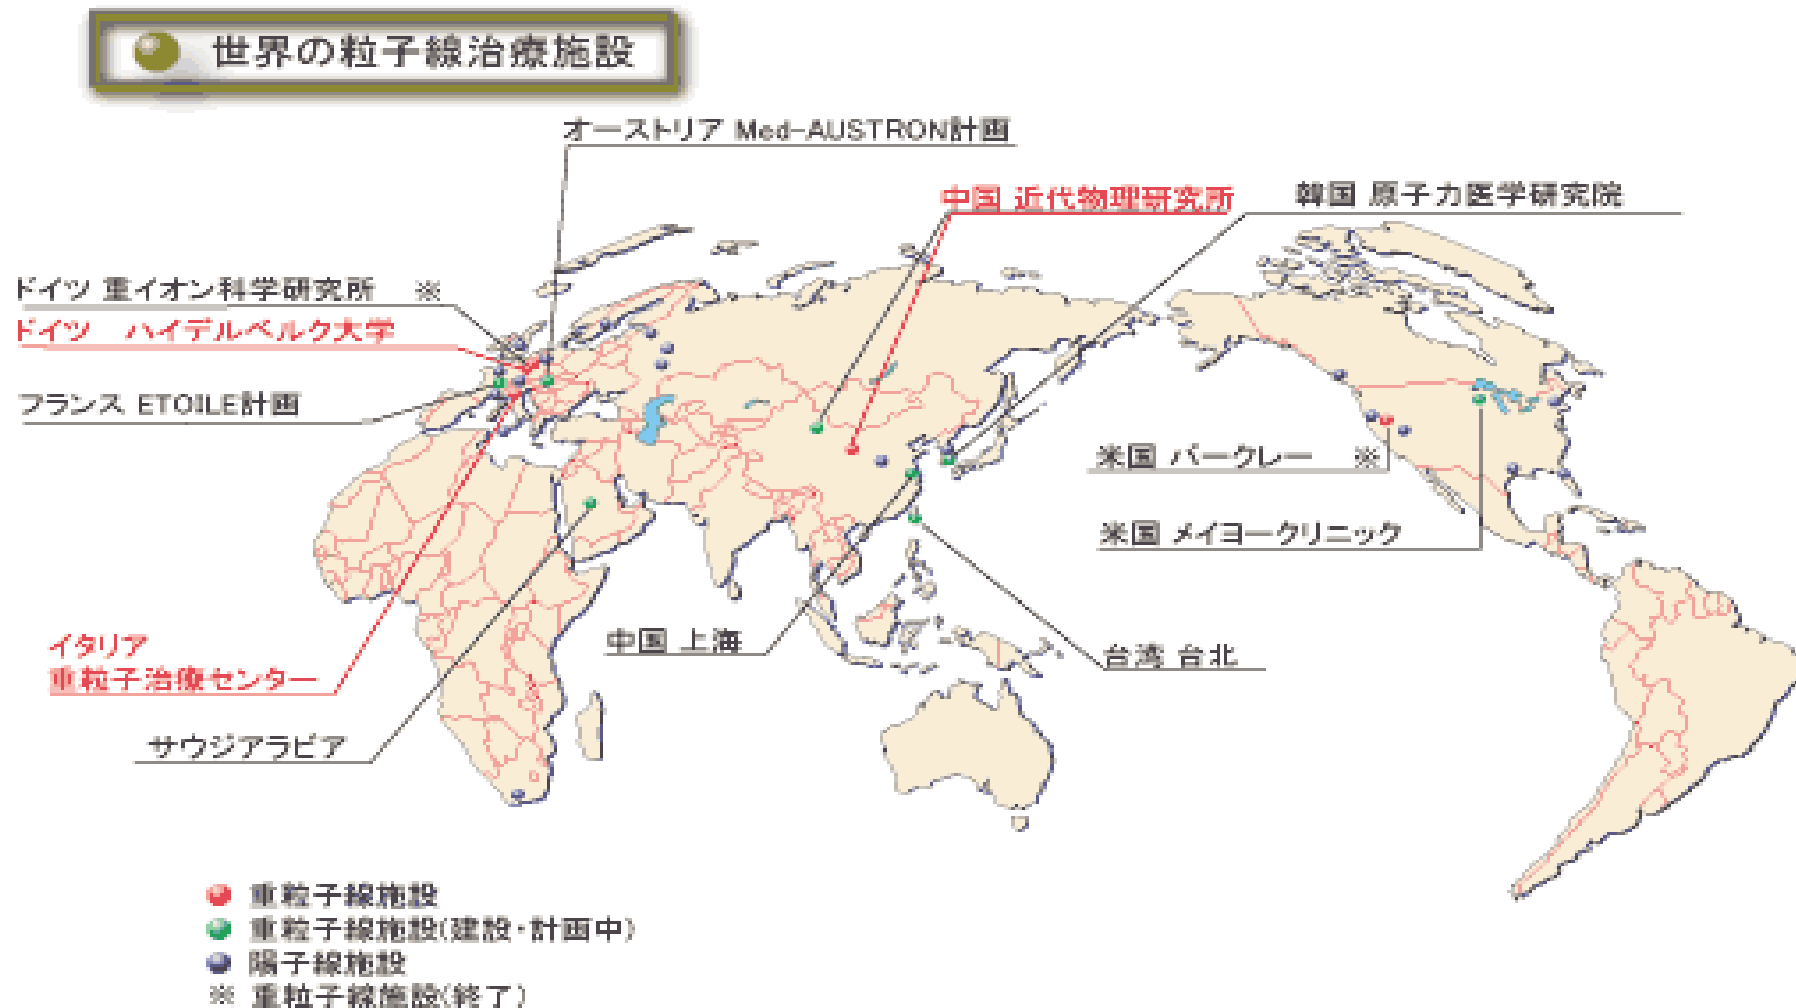 世界の粒子線治療施設
オーストリア Med-AUSTRON計画
中国 近代物理研究所
韓国 原子力医学研究院
ドイツ 重イオン科学研究所 ※
ドイツ ハイデルベルク大学
フランス ETOILE計画
米国 バークレー ※
米国 メイヨークリニック
イタリア
重粒子治療センター
中国 上海
台湾 台北
サウジアラビア
重粒子線施設
重粒子線施設(建設・計画中)
陽子線施設
※ 重粒子線施設(終了)